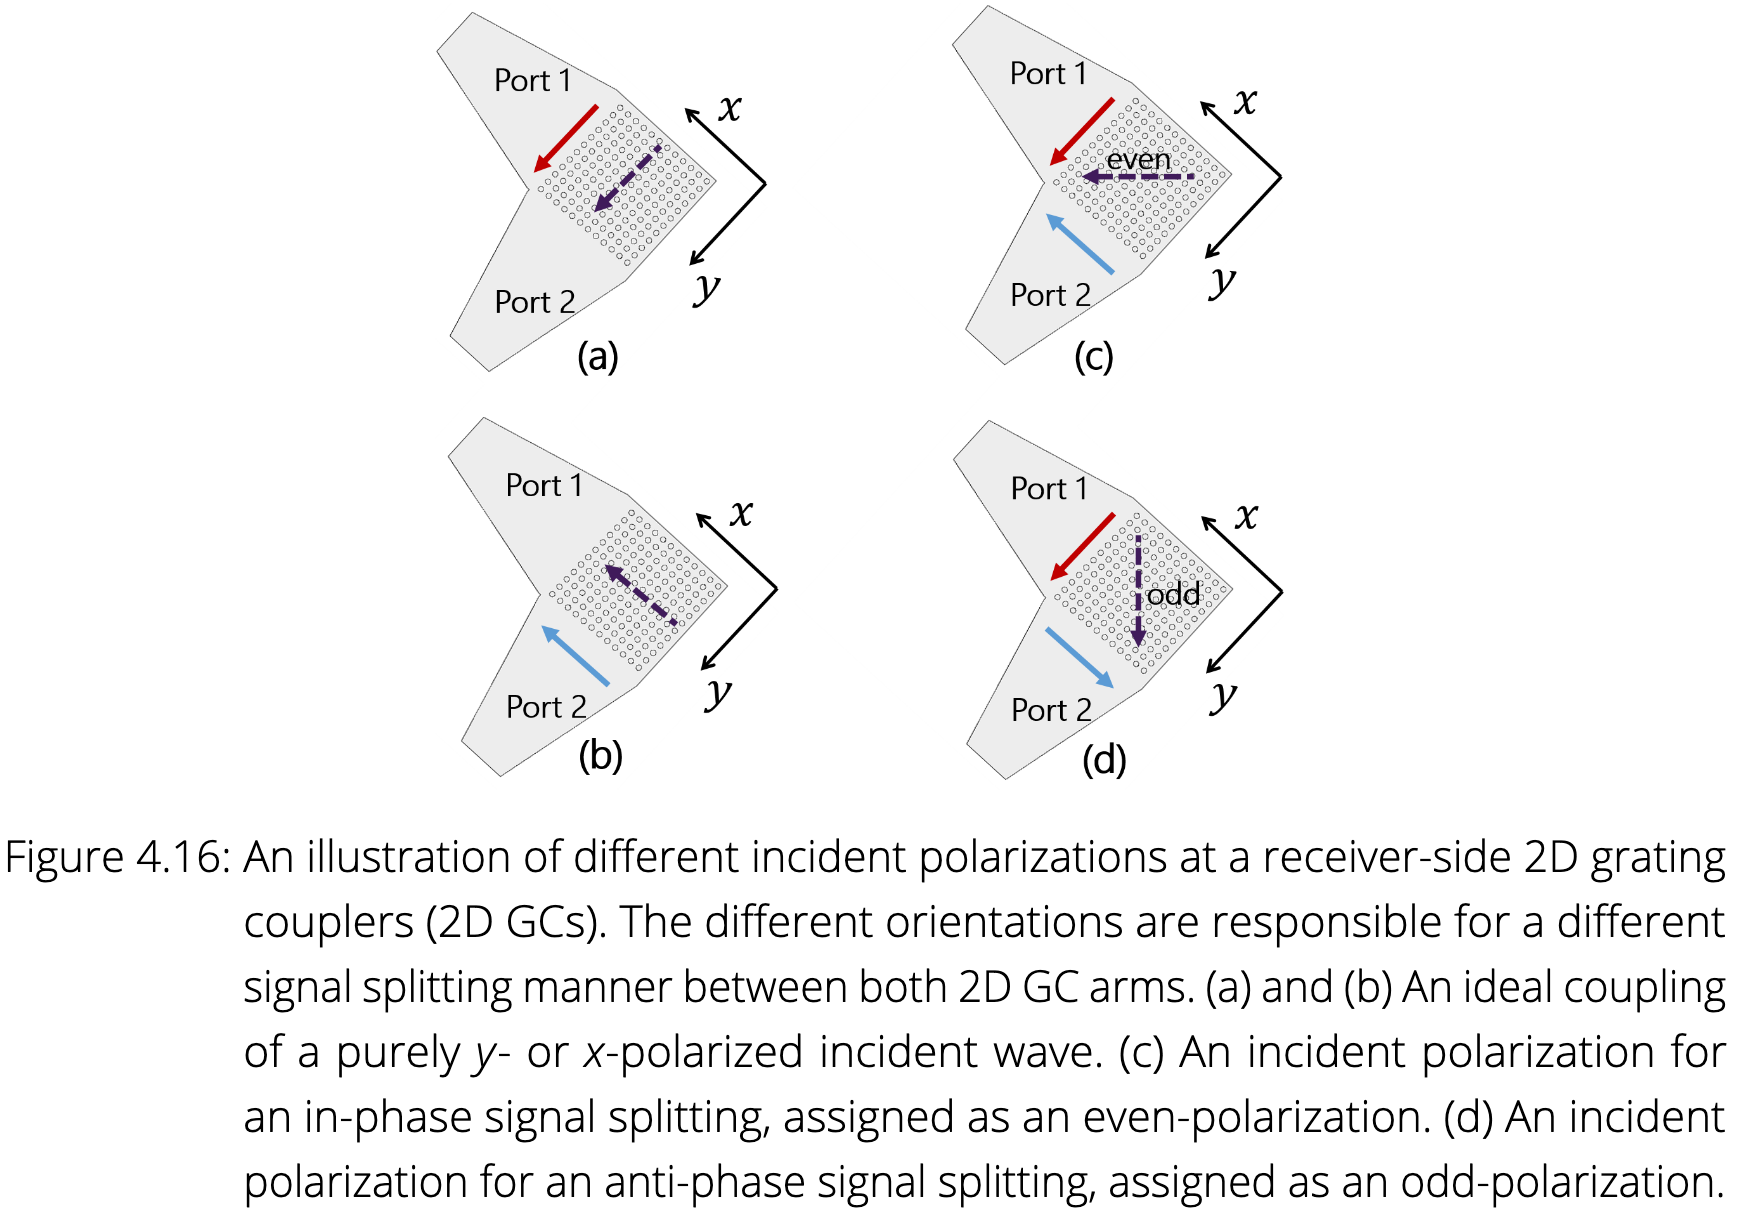 Port 1
x
y
Port 2
(a)
Port 1
x
even
y
Port 2
(c)
Port 1
x
y
Port 2
(b)
Port 1
x
odd
y
Port 2
(d)
Figure 4.16: An illustration of different incident polarizations at a receiver-side 2D grating
couplers (2D GCs). The different orientations are responsible for a different
signal splitting manner between both 2D GC arms. (a) and (b) An ideal coupling
of a purely y- or x-polarized incident wave. (c) An incident polarization for
an in-phase signal splitting, assigned as an even-polarization. (d) An incident
polarization for an anti-phase signal splitting, assigned as an odd-polarization.